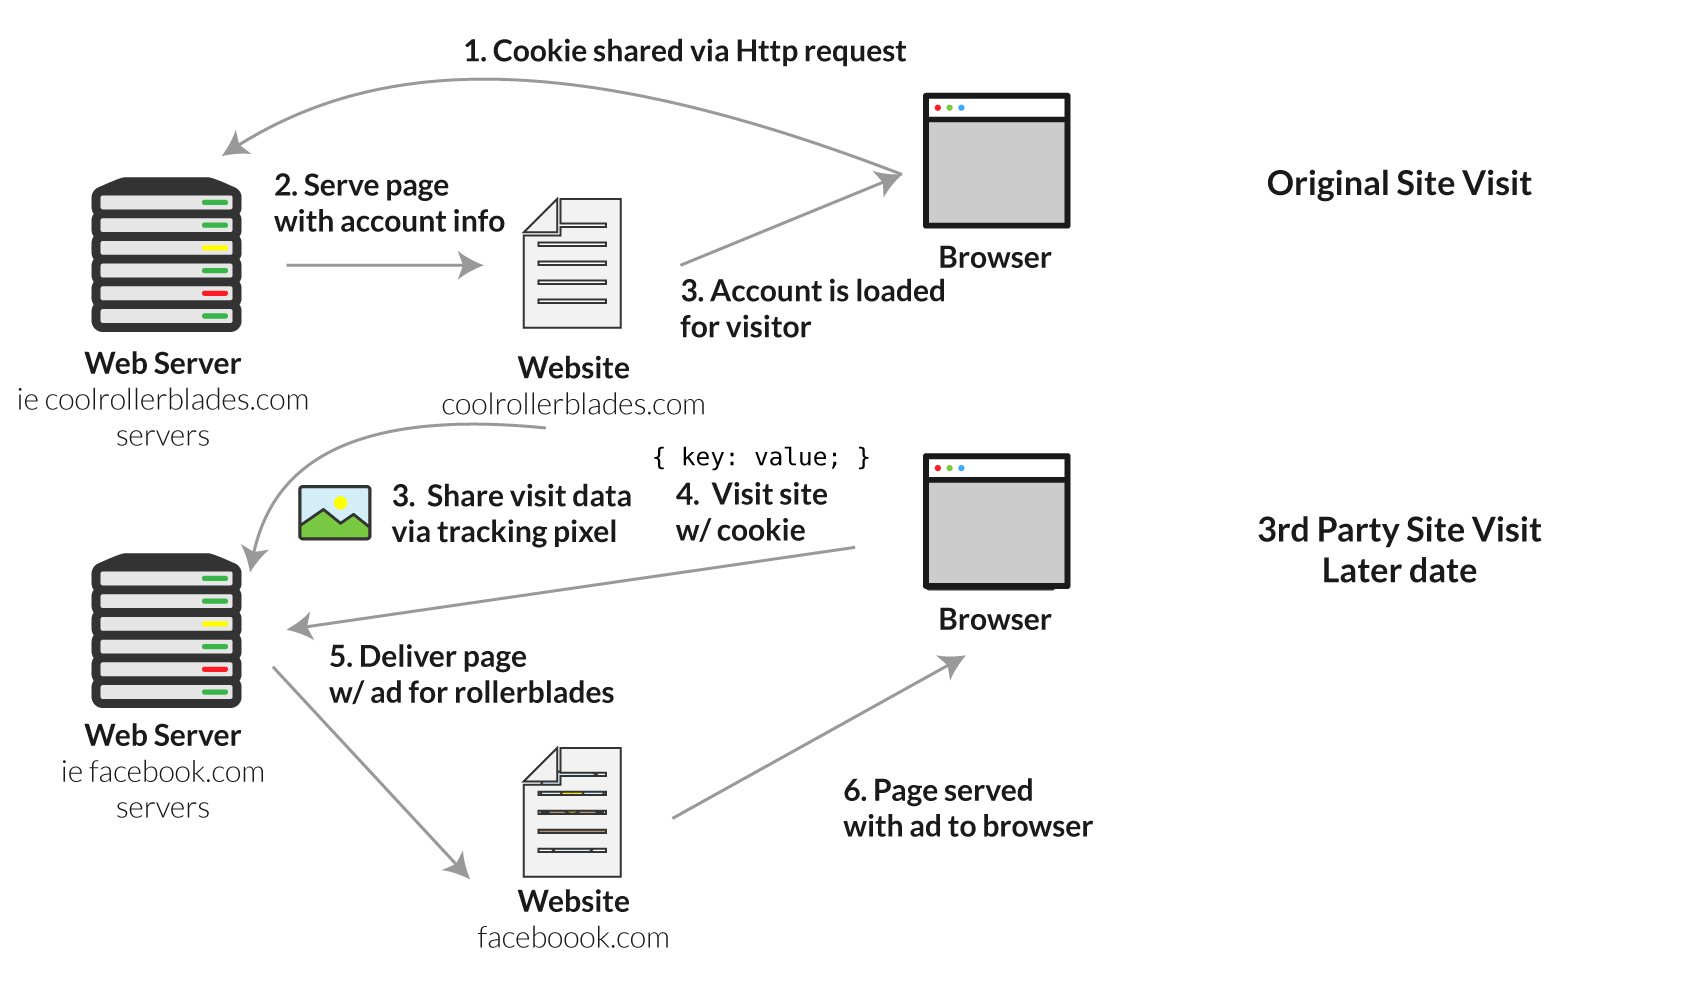 1. Cookie shared via Http request
2. Serve page
with account info
Original Site Visit
Browser
3. Account is loaded
for visitor
Web Server
ie coolrollerblades.com
servers
Website
coolrollerblades.com
{ key: value; }
3.  Share visit data
via tracking pixel
4.  Visit site
w/ cookie
3rd Party Site Visit
Later date
Browser
5. Deliver page
w/ ad for rollerblades
Web Server
ie facebook.com
servers
6. Page served
with ad to browser
Website
faceboook.com